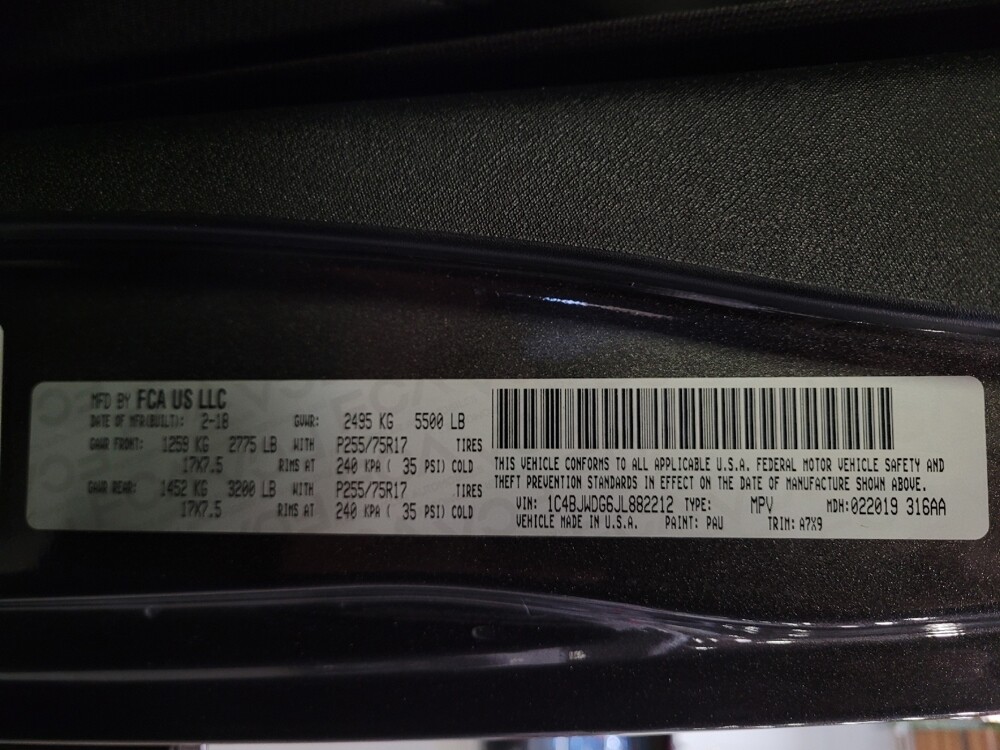 MFD BY FCA US LLC
DATE OF MFR(BUILT): 2-18 GVWR: 2495 KG 5500 LB
GAWR FRONT: 1259 KG 2775 LB WITH P255/75R17 TIRES
17X7.5 RIMS AT 240 KPA ( 35 PSI) COLD
GAWR REAR: 1452 KG 3200 LB WITH P255/75R17 TIRES
17X7.5 RIMS AT 240 KPA ( 35 PSI) COLD
THIS VEHICLE CONFORMS TO ALL APPLICABLE U.S.A. FEDERAL MOTOR VEHICLE SAFETY AND
THEFT PREVENTION STANDARDS IN EFFECT ON THE DATE OF MANUFACTURE SHOWN ABOVE.
VIN: 1C4BJWDG6JL882212 TYPE: MPV MDH:022019 316AA
VEHICLE MADE IN U.S.A. PAINT: PAU TRIM: A7X9